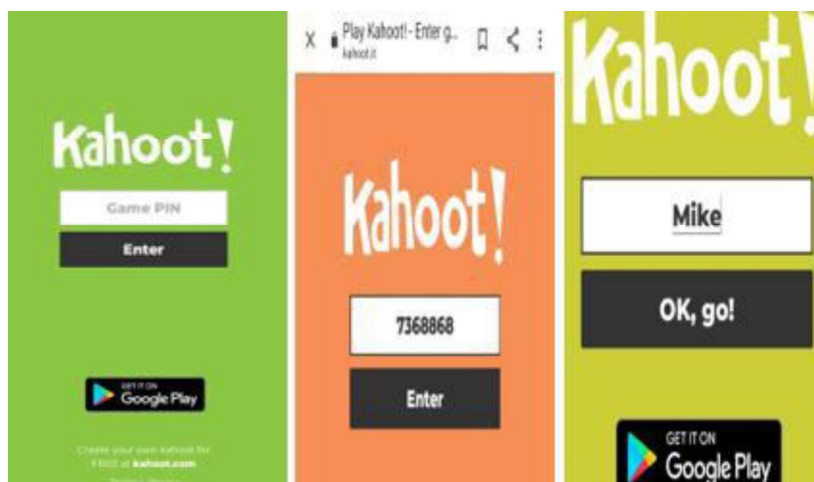 Kahoot!
Game PIN
Enter
GET IT ON
Google Play
Create your own kahoot for
FREE at kahoot.com
X Play Kahoot! - Enter g...
kahoot.it
Kahoot!
7368868
Enter
Kahoot!
Mike
OK, go!
GET IT ON
Google Play